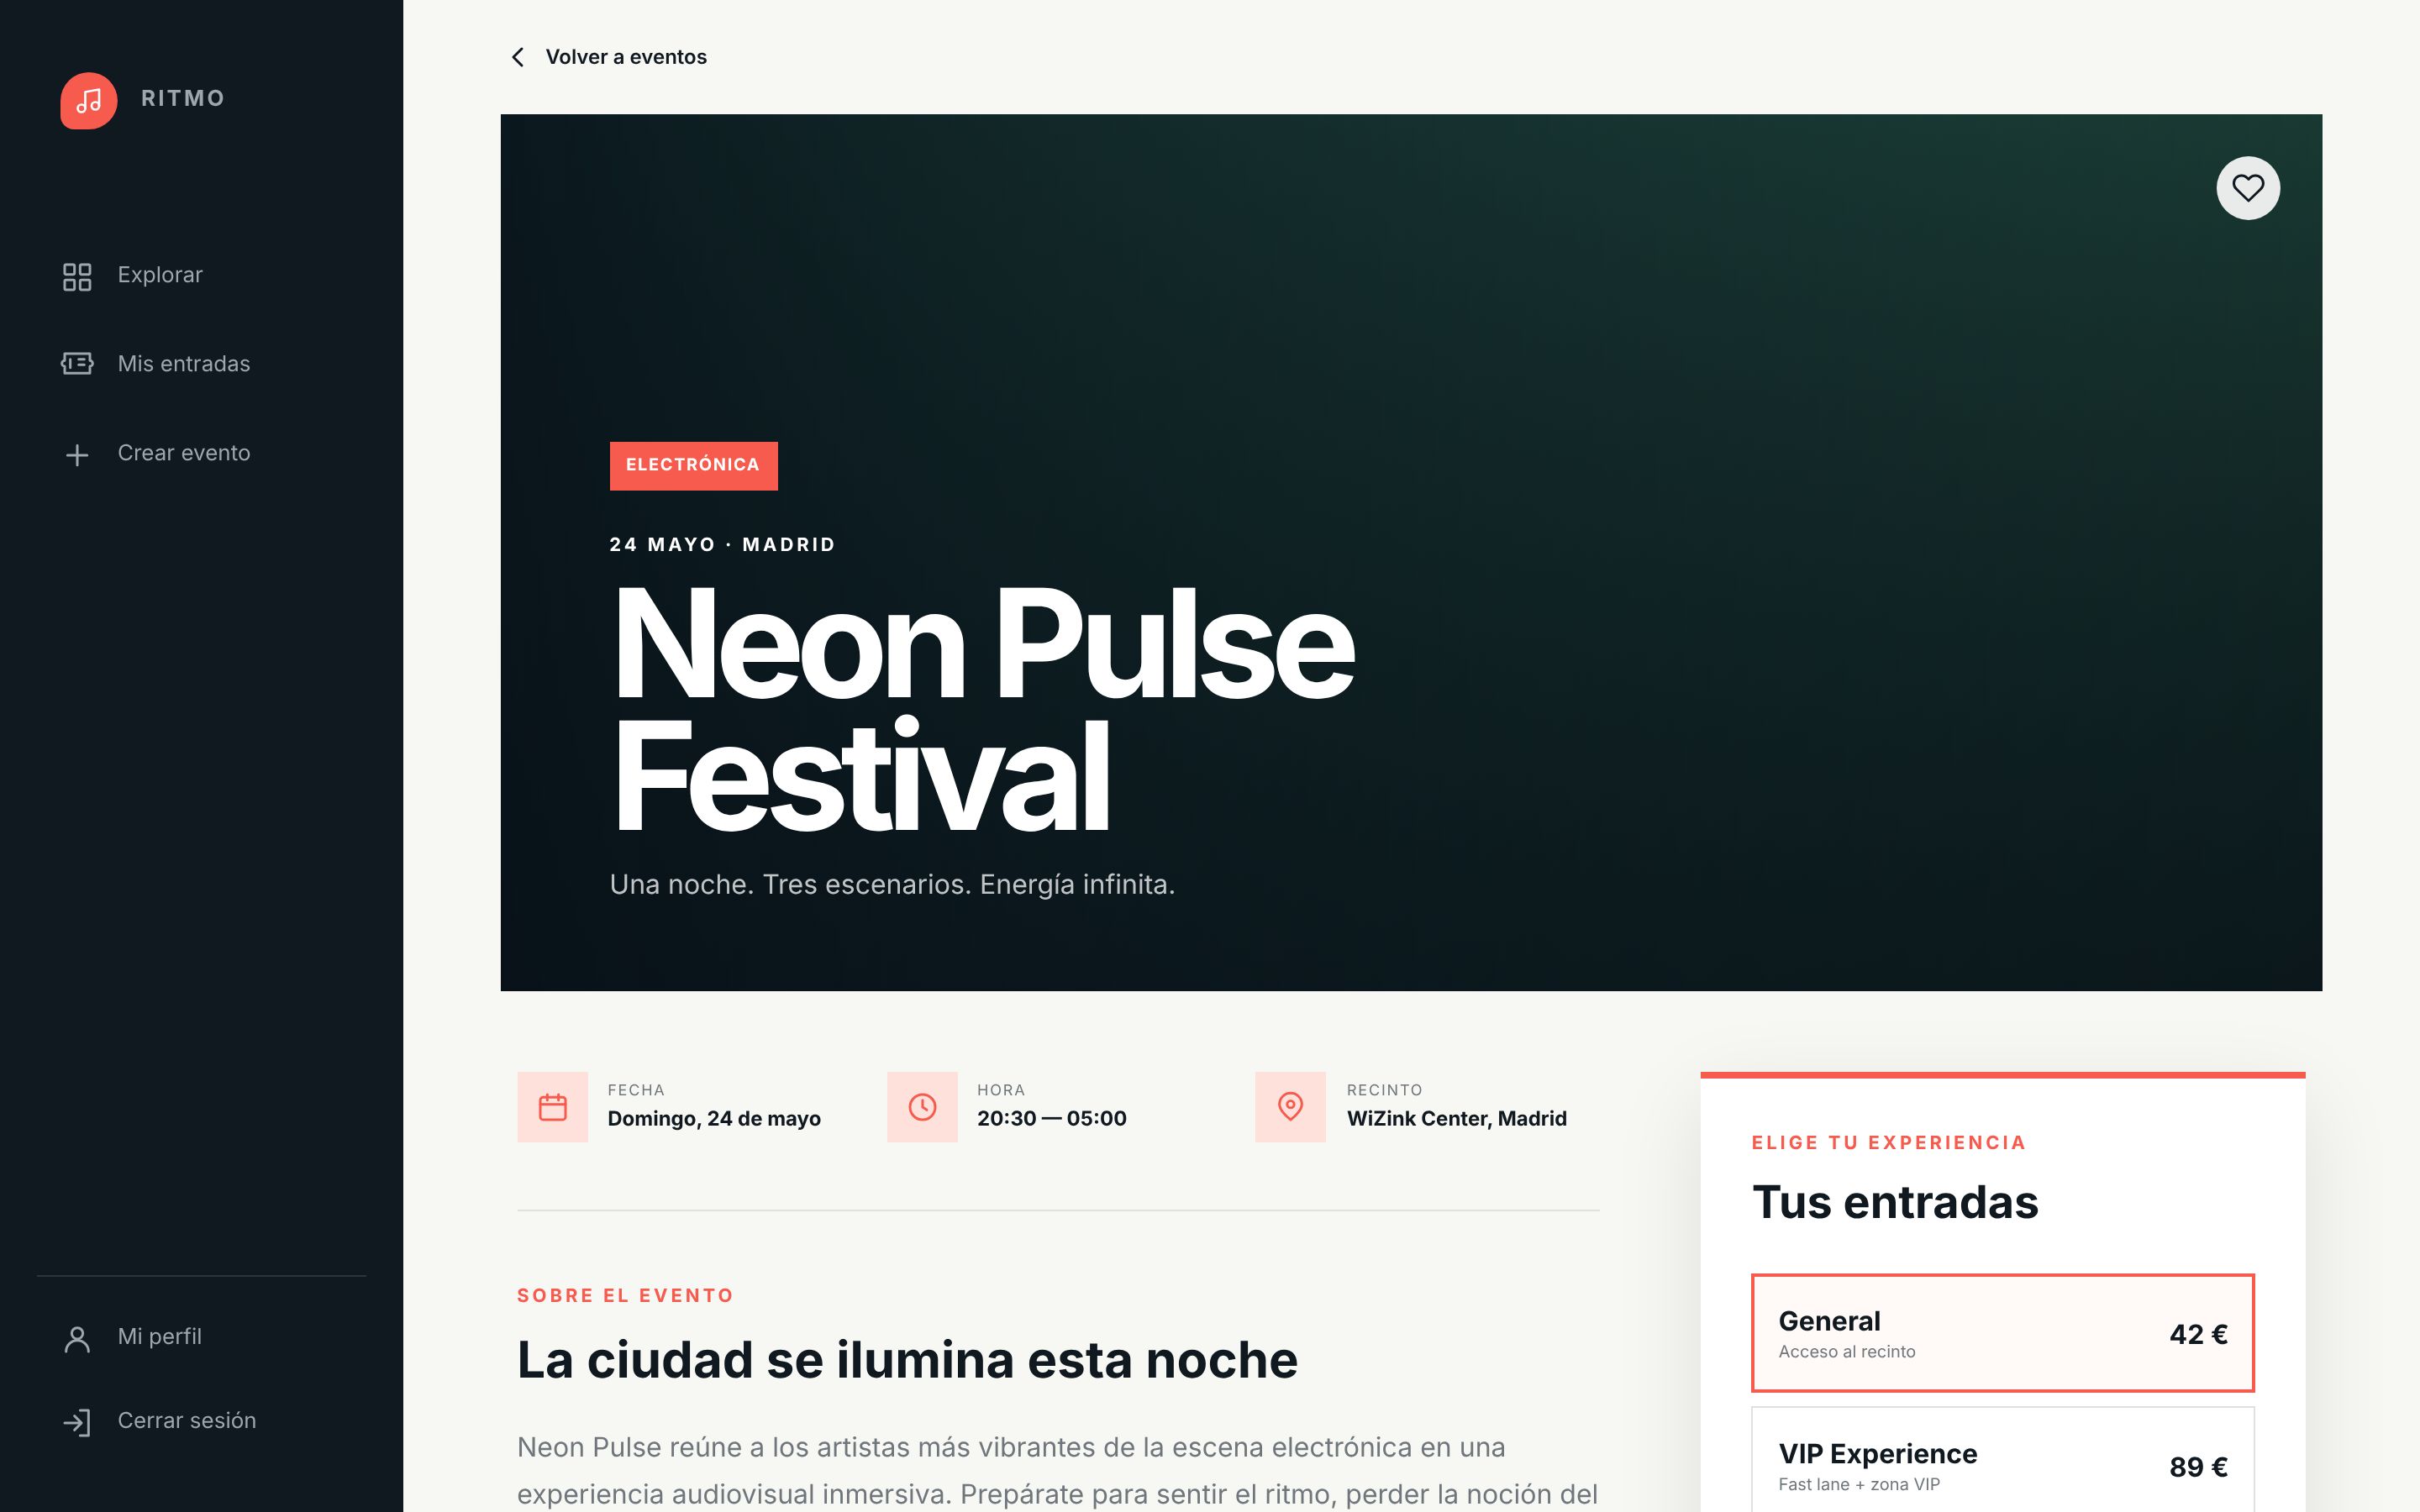 RITMO
Explorar
Mis entradas
Crear evento
Mi perfil
Cerrar sesión
Volver a eventos
ELECTRÓNICA
24 MAYO · MADRID
Neon Pulse
Festival
Una noche. Tres escenarios. Energía infinita.
FECHA
Domingo, 24 de mayo
HORA
20:30 — 05:00
RECINTO
WiZink Center, Madrid
SOBRE EL EVENTO
La ciudad se ilumina esta noche
Neon Pulse reúne a los artistas más vibrantes de la escena electrónica en una
experiencia audiovisual inmersiva. Prepárate para sentir el ritmo, perder la noción del
ELIGE TU EXPERIENCIA
Tus entradas
General
Acceso al recinto
42 €
VIP Experience
Fast lane + zona VIP
89 €